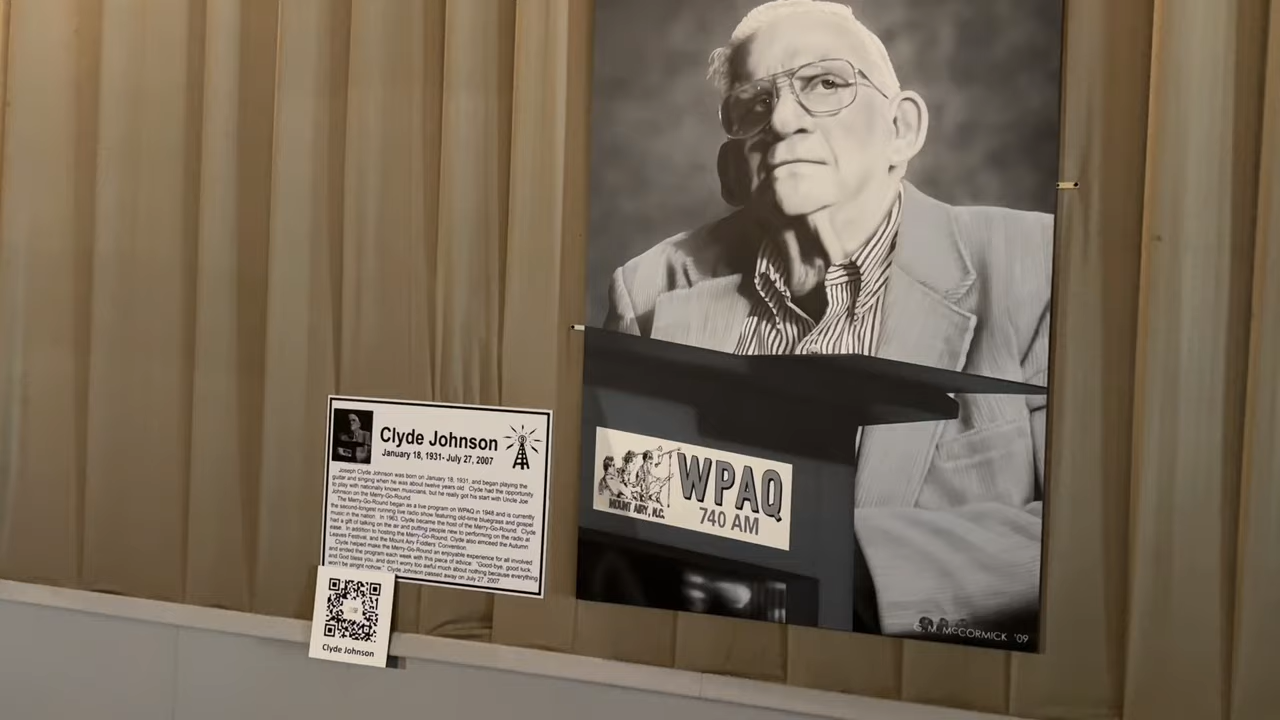 Clyde Johnson
January 18, 1931- July 27, 2007
Joseph Clyde Johnson was born on January 18, 1931, and began playing the
guitar and singing when he was about twelve years old. Clyde had the opportunity
to play with nationally known musicians, but he really got his start with Uncle Joe
Johnson on the Merry-Go-Round.
The Merry-Go-Round began as a live program on WPAQ in 1948 and is currently
the second-longest running live radio show featuring old-time bluegrass and gospel
music in the nation. In 1963, Clyde became the host of the Merry-Go-Round. Clyde
had a gift of talking on the air and putting people new to performing on the radio at
ease. In addition to hosting the Merry-Go-Round, Clyde also emceed the Autumn
Leaves Festival, and the Mount Airy Fiddlers' Convention.
Clyde helped make the Merry-Go-Round an enjoyable experience for all involved
and ended the program each week with this piece of advice: "Good-bye, good luck,
and God bless you, and don't worry too awful much about nothing because everything
won't be alright nohow." Clyde Johnson passed away on July 27, 2007.
Clyde Johnson
WPAQ
MOUNT AIRY, N.C.
740 AM
G. M. McCORMICK '09